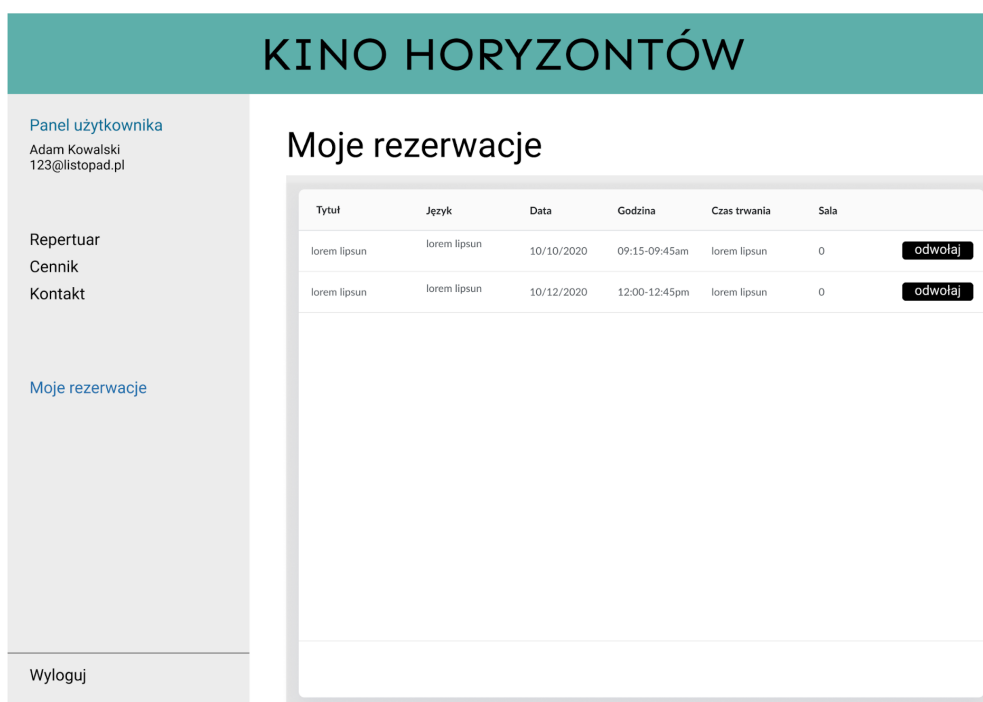 KINO HORYZONTÓW
Panel użytkownika
Adam Kowalski
123@listopad.pl
Repertuar
Cennik
Kontakt
Moje rezerwacje
Wyloguj
Moje rezerwacje
Tytuł Język Data Godzina Czas trwania Sala
lorem lipsun lorem lipsun 10/10/2020 09:15-09:45am lorem lipsun 0 odwołaj
lorem lipsun lorem lipsun 10/12/2020 12:00-12:45pm lorem lipsun 0 odwołaj